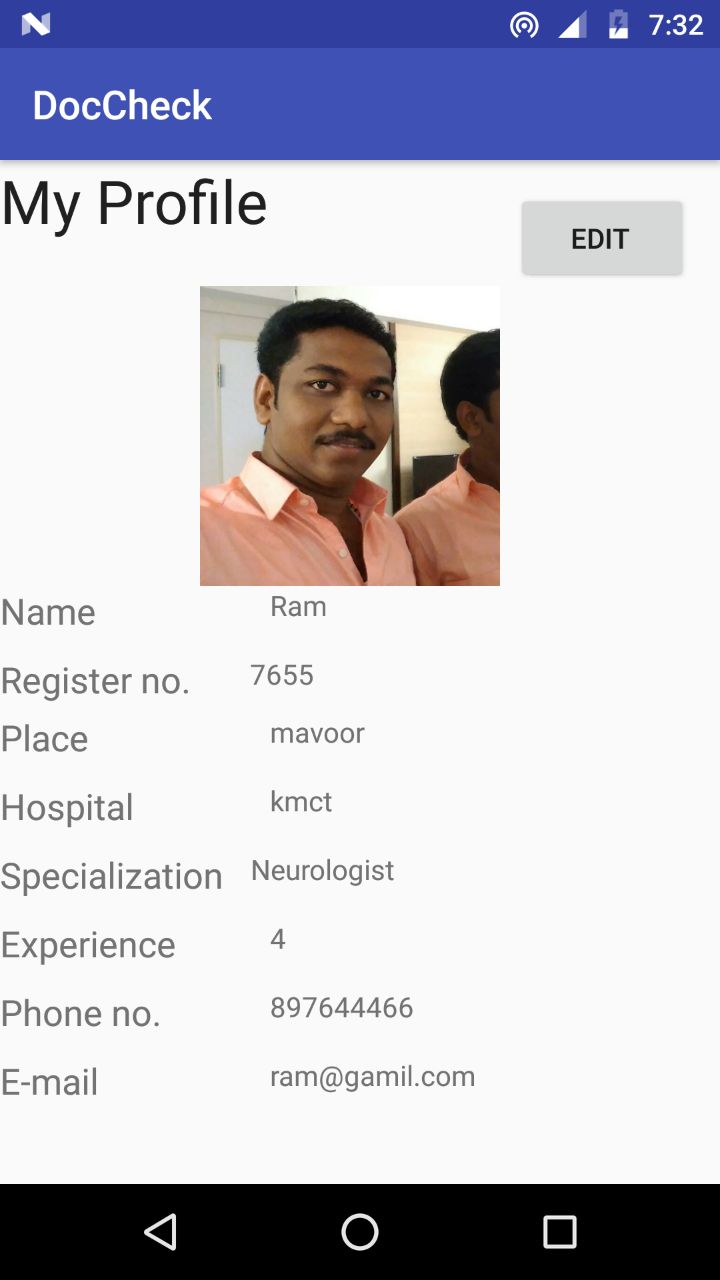 7:32
DocCheck
My Profile
EDIT
Name Ram
Register no. 7655
Place mavoor
Hospital kmct
Specialization Neurologist
Experience 4
Phone no. 897644466
E-mail ram@gamil.com